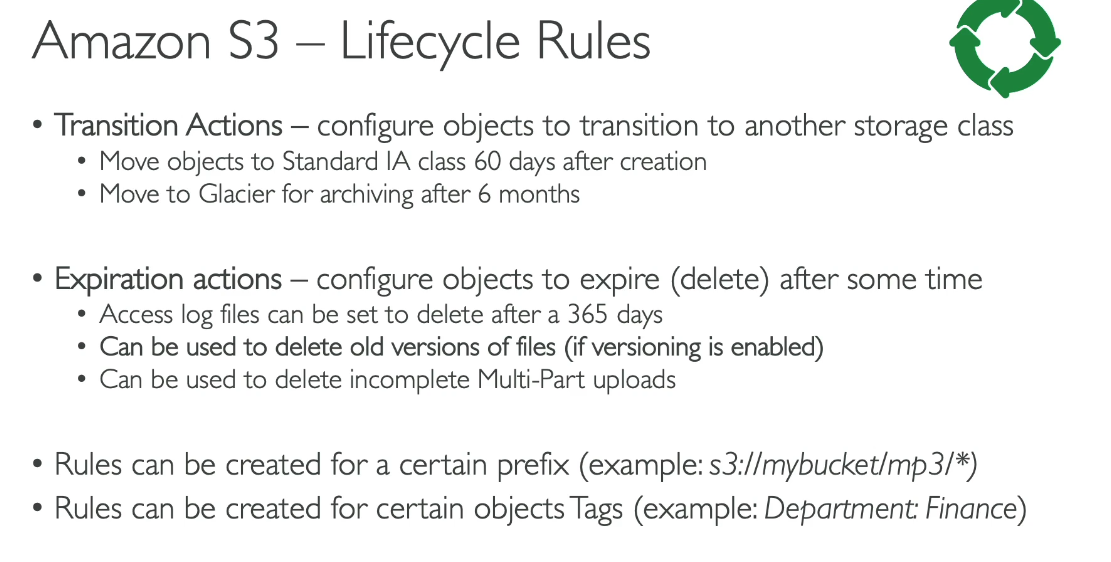 Amazon S3 – Lifecycle Rules
• Transition Actions – configure objects to transition to another storage class
• Move objects to Standard IA class 60 days after creation
• Move to Glacier for archiving after 6 months
• Expiration actions – configure objects to expire (delete) after some time
• Access log files can be set to delete after a 365 days
• Can be used to delete old versions of files (if versioning is enabled)
• Can be used to delete incomplete Multi-Part uploads
• Rules can be created for a certain prefix (example: s3://mybucket/mp3/*)
• Rules can be created for certain objects Tags (example: Department: Finance)